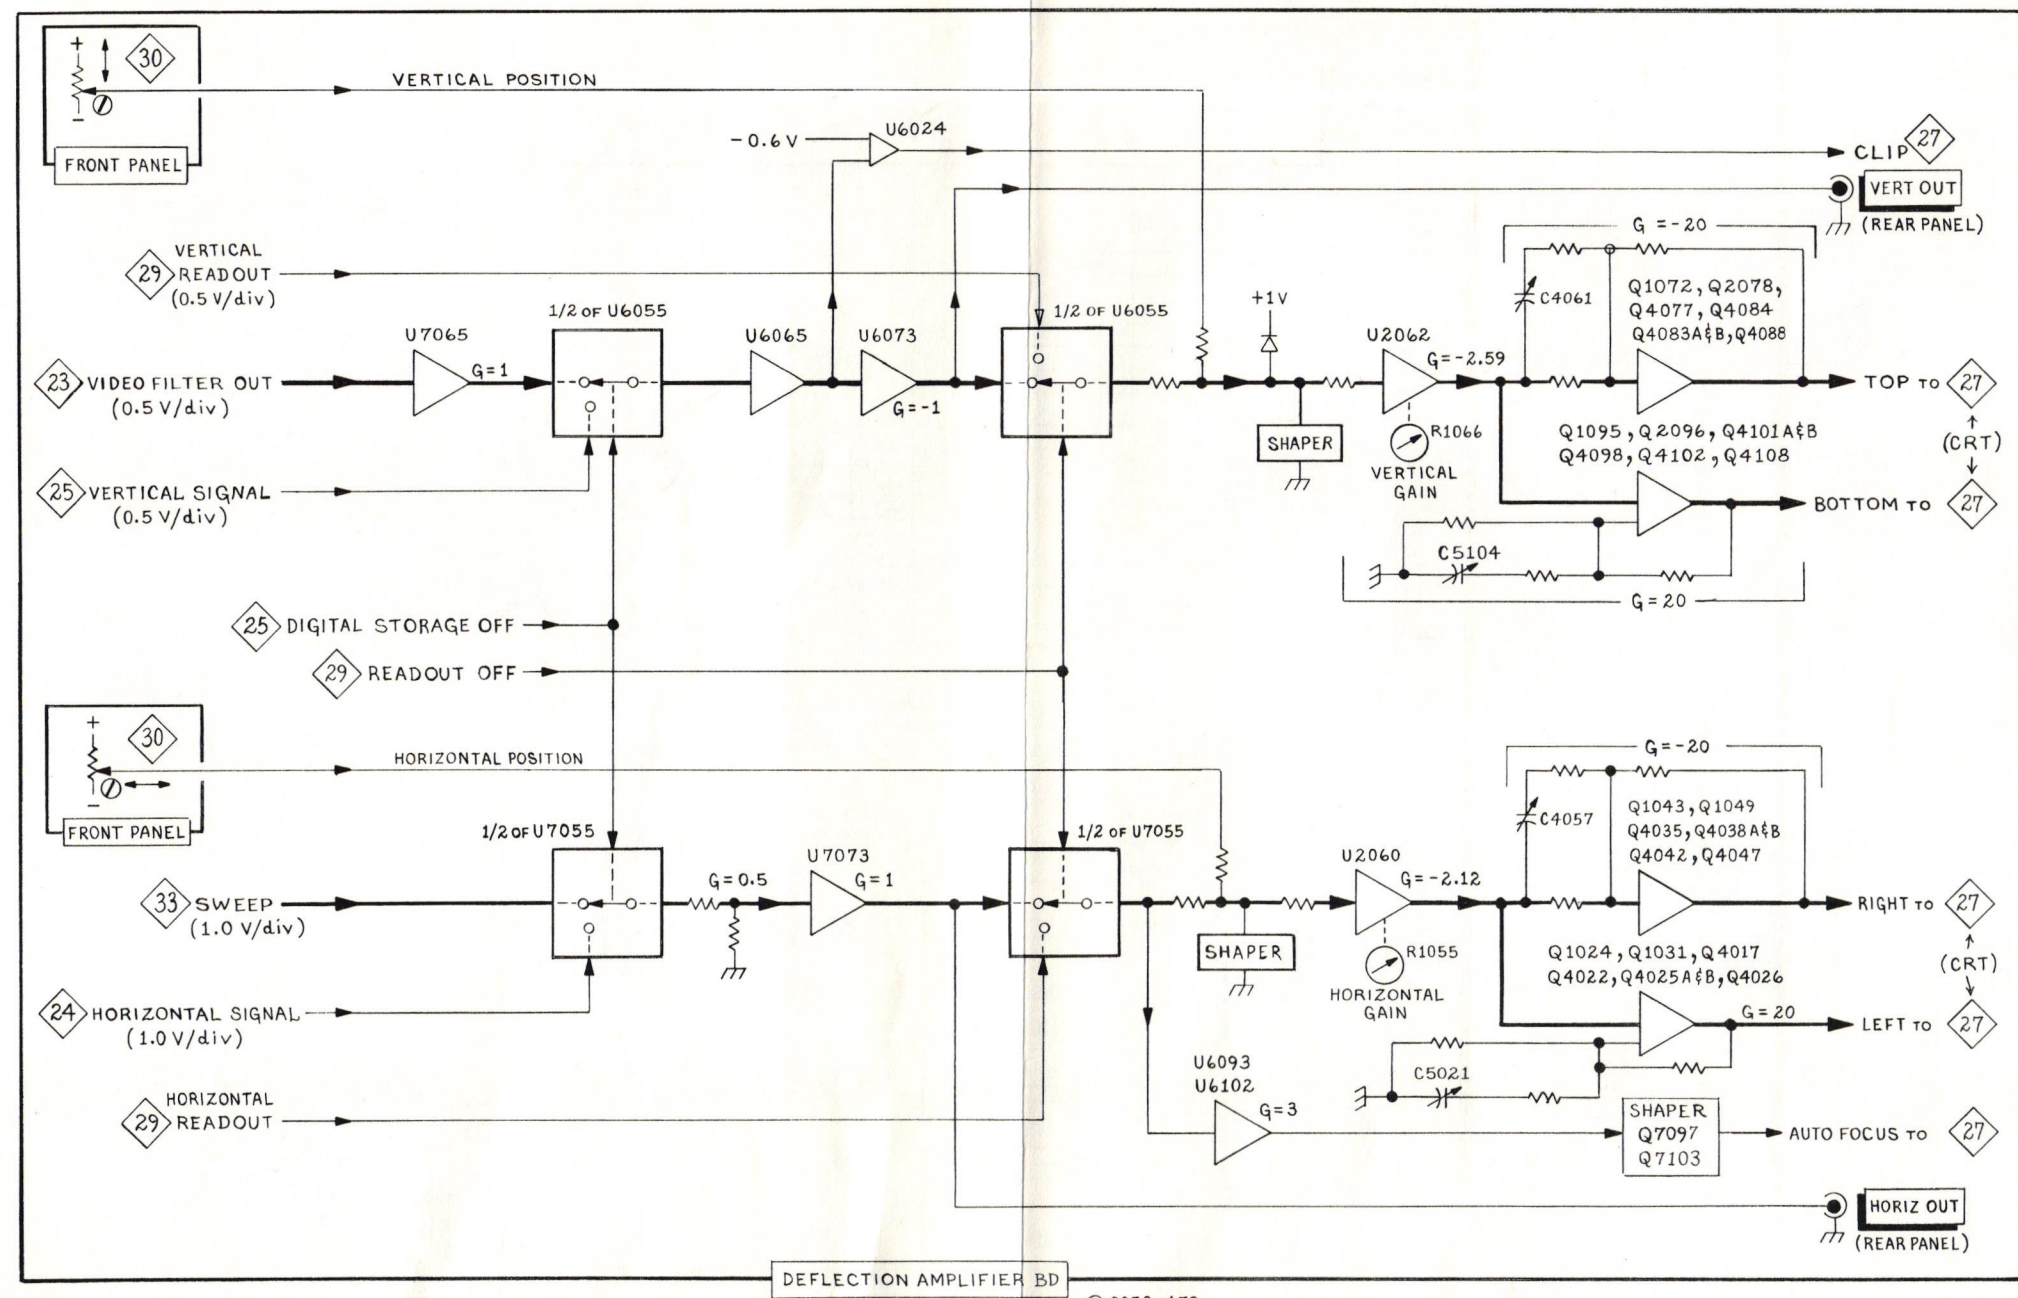 +
30
−
FRONT PANEL
VERTICAL POSITION
−0.6 V
U6024
CLIP 27
VERT OUT
(REAR PANEL)
29 VERTICAL
READOUT
(0.5 V/div)
1/2 OF U6055
1/2 OF U6055
+1V
G = -20
C4061
Q1072, Q2078,
Q4077, Q4084
Q4083A&B, Q4088
U7065
G=1
U6065
U6073
G=-1
U2062
G=-2.59
23 VIDEO FILTER OUT
(0.5 V/div)
TOP TO 27
SHAPER
R1066
VERTICAL
GAIN
Q1095, Q2096, Q4101A&B
Q4098, Q4102, Q4108
(CRT)
25 VERTICAL SIGNAL
(0.5 V/div)
BOTTOM TO 27
C5104
G = 20
25 DIGITAL STORAGE OFF
29 READOUT OFF
+
30
−
FRONT PANEL
HORIZONTAL POSITION
G=-20
C4057
Q1043, Q1049
Q4035, Q4038A&B
Q4042, Q4047
1/2 OF U7055
1/2 OF U7055
U7073
G=0.5
G=1
U2060
G=-2.12
33 SWEEP
(1.0 V/div)
RIGHT TO 27
SHAPER
R1055
HORIZONTAL
GAIN
Q1024, Q1031, Q4017
Q4022, Q4025A&B, Q4026
(CRT)
24 HORIZONTAL SIGNAL
(1.0 V/div)
G=20
LEFT TO 27
C5021
U6093
U6102
G=3
29 HORIZONTAL
READOUT
SHAPER
Q7097
Q7103
AUTO FOCUS TO 27
HORIZ OUT
(REAR PANEL)
DEFLECTION AMPLIFIER BD